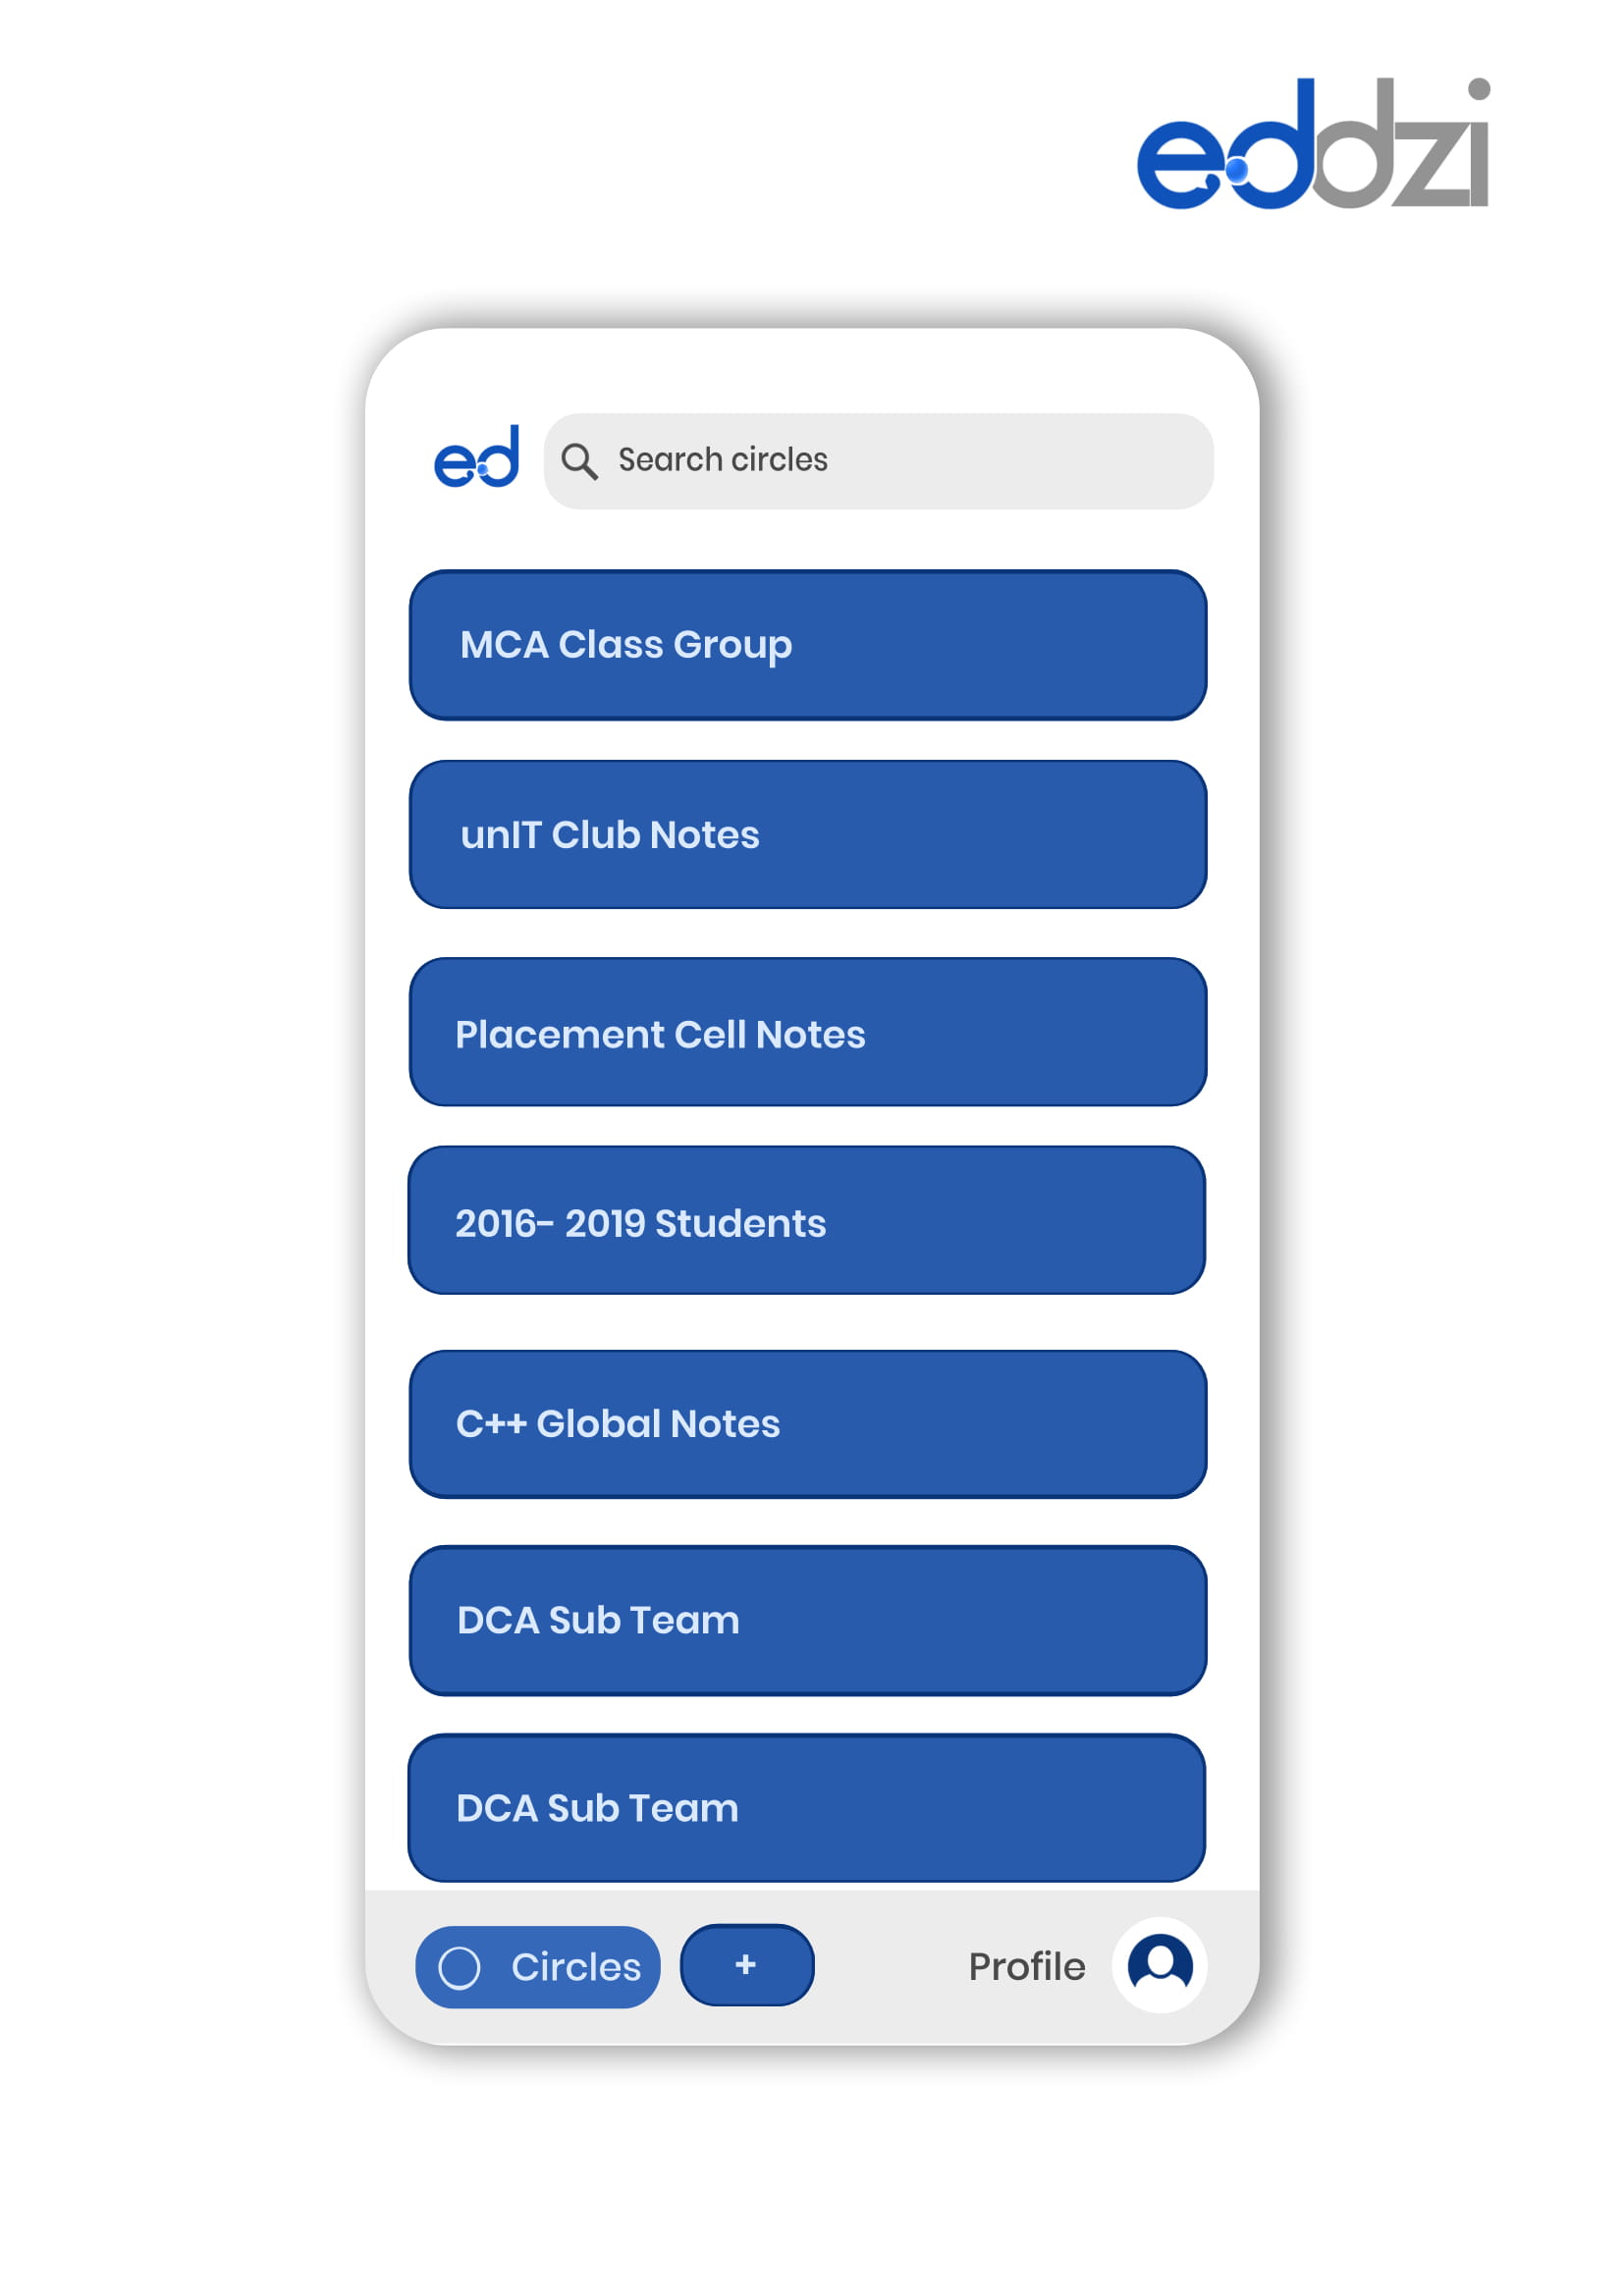 eddzi
ed
Search circles
MCA Class Group
unIT Club Notes
Placement Cell Notes
2016- 2019 Students
C++ Global Notes
DCA Sub Team
DCA Sub Team
Circles
+
Profile